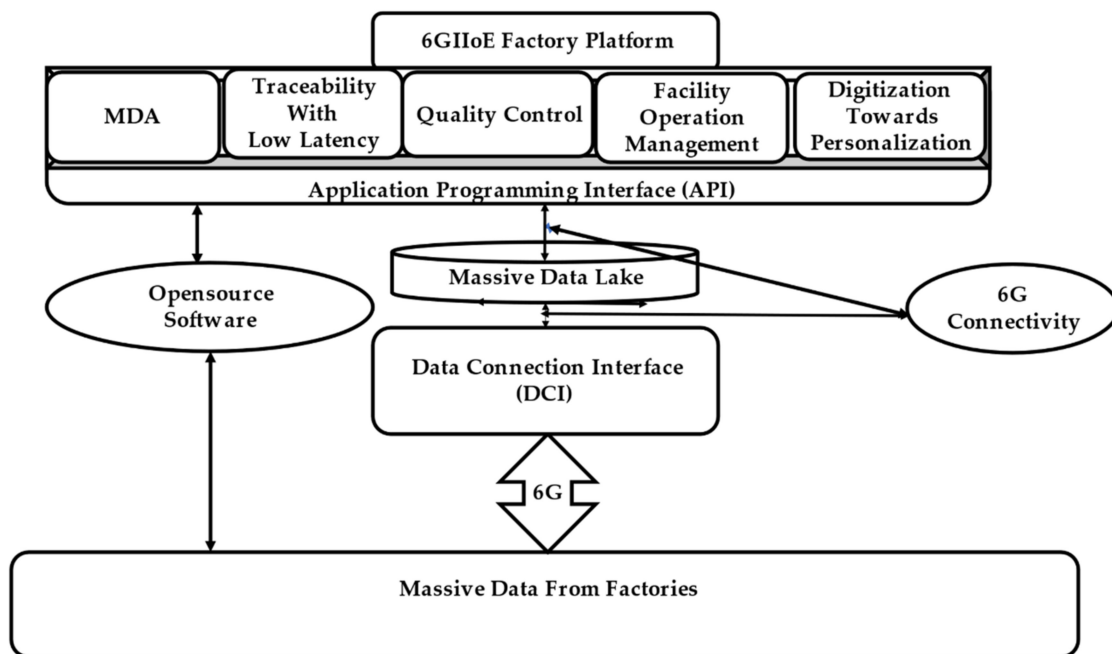 6GIIoE Factory Platform
MDA
Traceability
With
Low Latency
Quality Control
Facility
Operation
Management
Digitization
Towards
Personalization
Application Programming Interface (API)
Opensource
Software
Massive Data Lake
6G
Connectivity
Data Connection Interface
(DCI)
6G
Massive Data From Factories